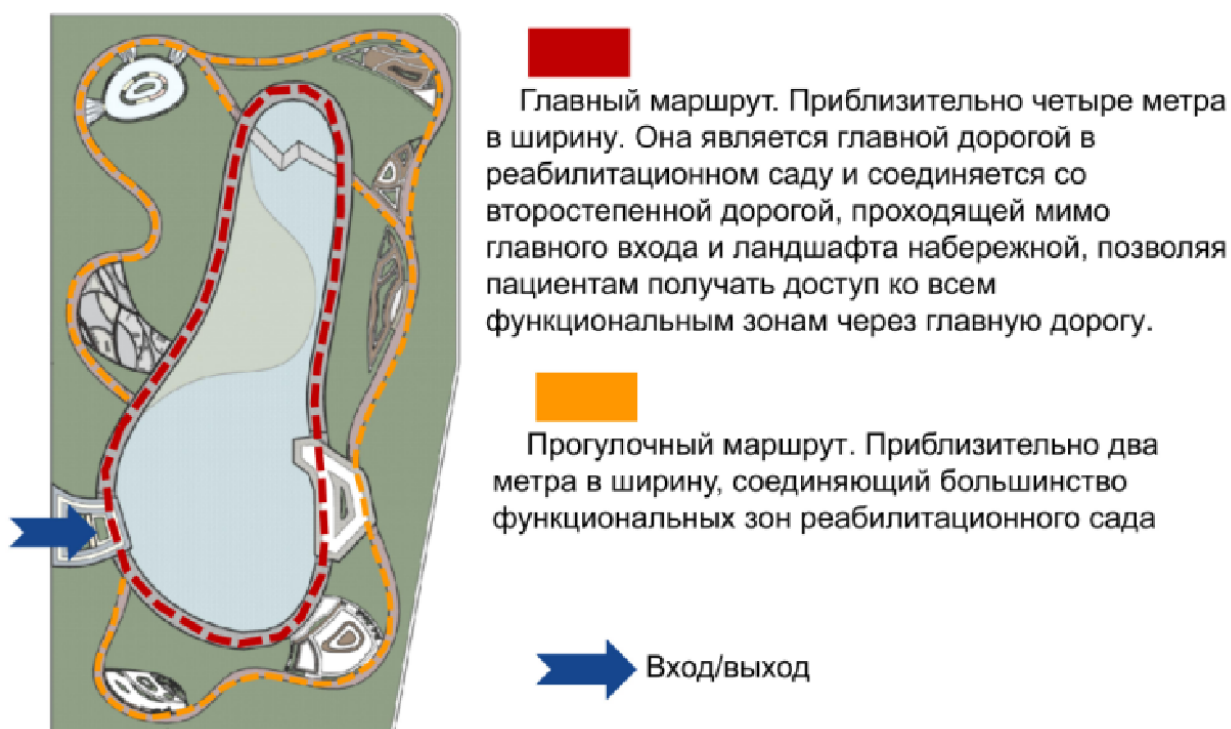 Главный маршрут. Приблизительно четыре метра
в ширину. Она является главной дорогой в
реабилитационном саду и соединяется со
второстепенной дорогой, проходящей мимо
главного входа и ландшафта набережной, позволяя
пациентам получать доступ ко всем
функциональным зонам через главную дорогу.
Прогулочный маршрут. Приблизительно два
метра в ширину, соединяющий большинство
функциональных зон реабилитационного сада
Вход/выход